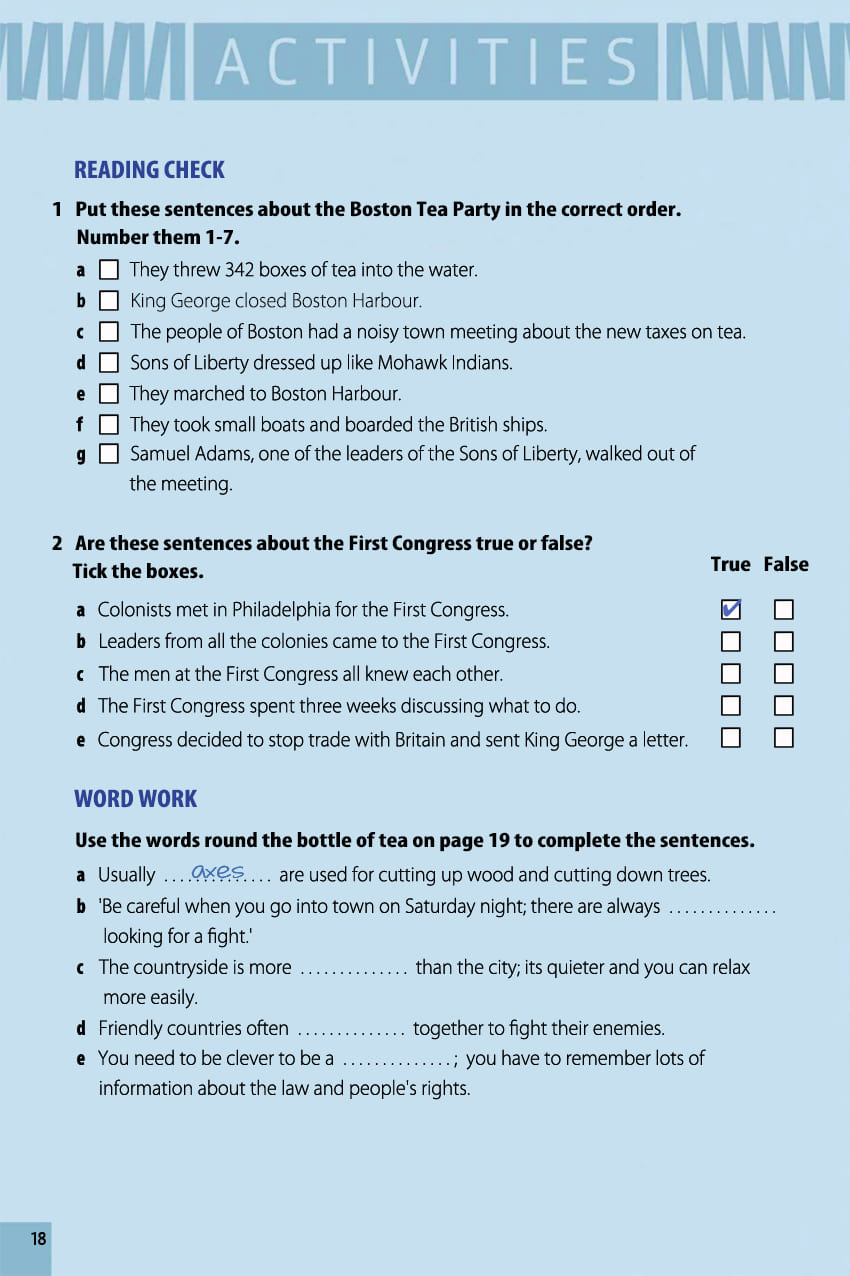 ACTIVITIES
READING CHECK
1 Put these sentences about the Boston Tea Party in the correct order.
Number them 1-7.
a They threw 342 boxes of tea into the water.
b King George closed Boston Harbour.
c The people of Boston had a noisy town meeting about the new taxes on tea.
d Sons of Liberty dressed up like Mohawk Indians.
e They marched to Boston Harbour.
f They took small boats and boarded the British ships.
g Samuel Adams, one of the leaders of the Sons of Liberty, walked out of
the meeting.
2 Are these sentences about the First Congress true or false?
Tick the boxes.
True False
a Colonists met in Philadelphia for the First Congress. ✔
b Leaders from all the colonies came to the First Congress.
c The men at the First Congress all knew each other.
d The First Congress spent three weeks discussing what to do.
e Congress decided to stop trade with Britain and sent King George a letter.
WORD WORK
Use the words round the bottle of tea on page 19 to complete the sentences.
a Usually ....axes.... are used for cutting up wood and cutting down trees.
b 'Be careful when you go into town on Saturday night; there are always ..............
looking for a fight.'
c The countryside is more .............. than the city; its quieter and you can relax
more easily.
d Friendly countries often .............. together to fight their enemies.
e You need to be clever to be a ..............; you have to remember lots of
information about the law and people's rights.
18